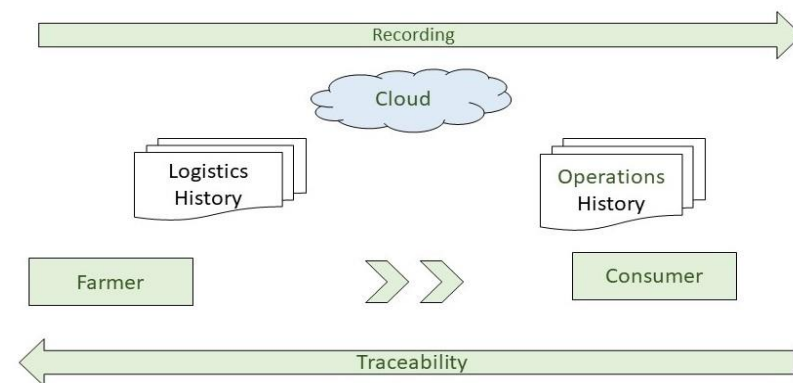 Recording
Cloud
Logistics
History
Operations
History
Farmer
Consumer
Traceability